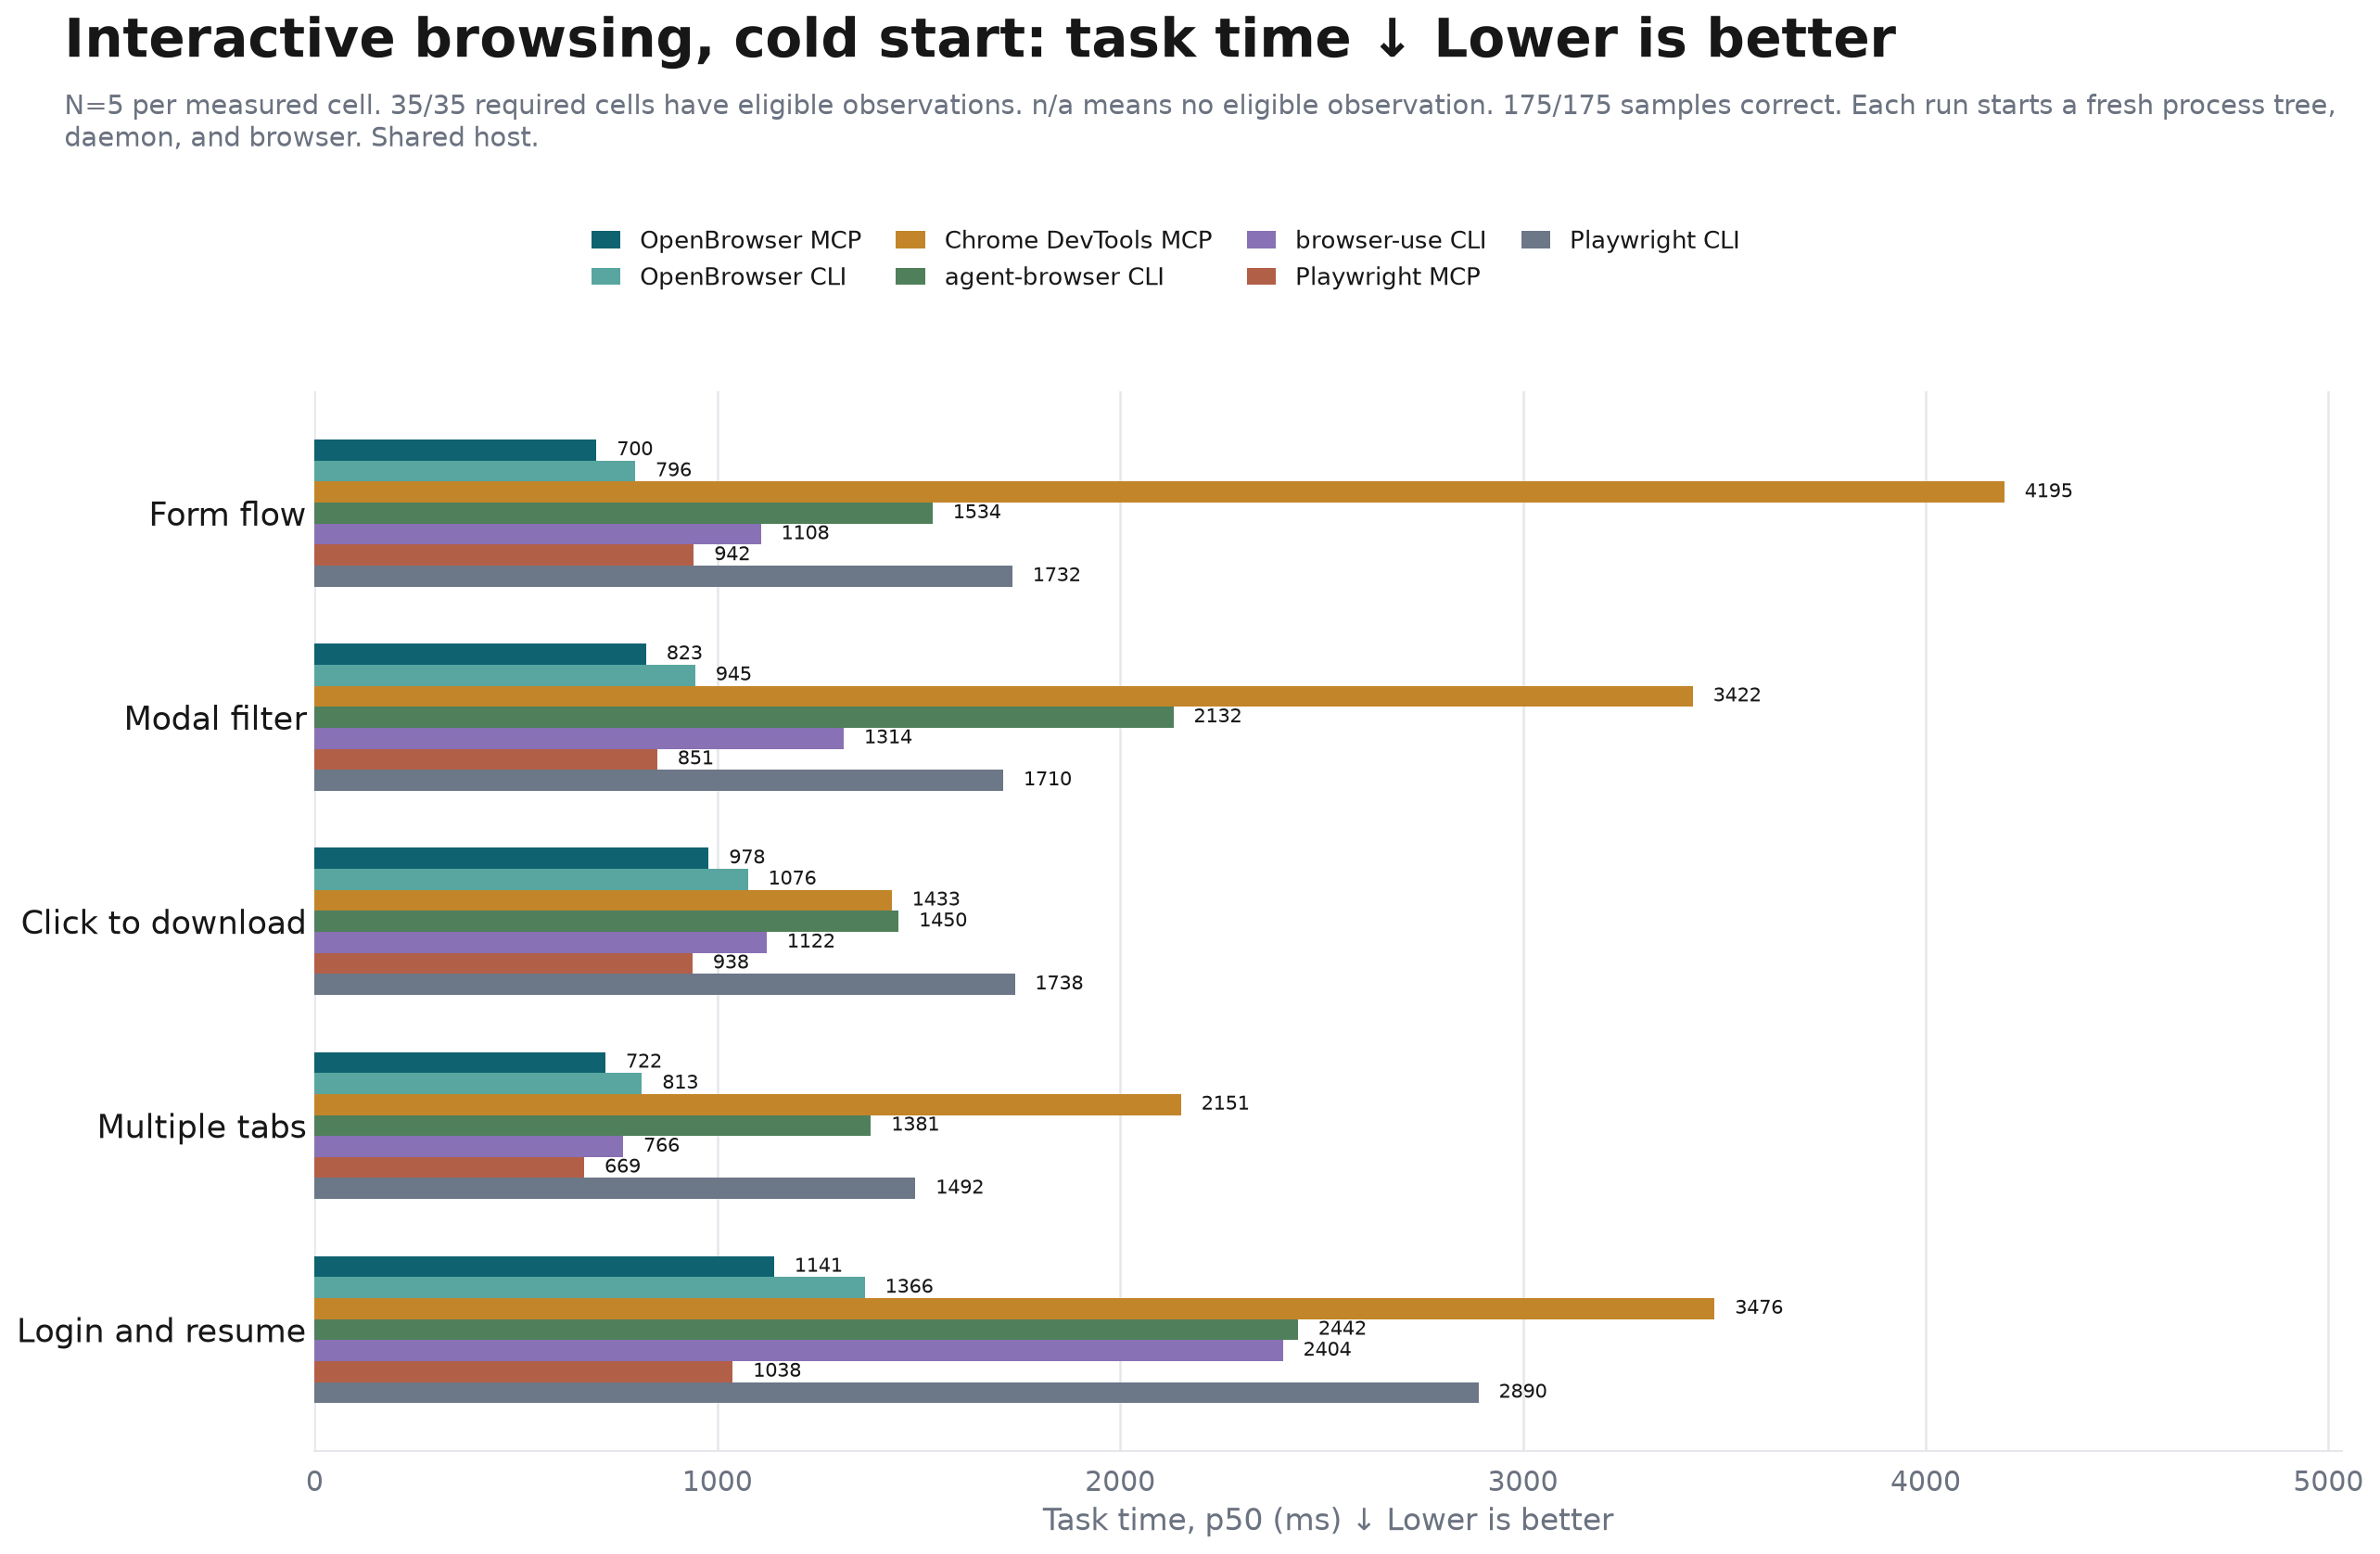 Interactive browsing, cold start: task time ↓ Lower is better
N=5 per measured cell. 35/35 required cells have eligible observations. n/a means no eligible observation. 175/175 samples correct. Each run starts a fresh process tree,
daemon, and browser. Shared host.
OpenBrowser MCP
OpenBrowser CLI
Chrome DevTools MCP
agent-browser CLI
browser-use CLI
Playwright MCP
Playwright CLI
Form flow
700
796
4195
1534
1108
942
1732
Modal filter
823
945
3422
2132
1314
851
1710
Click to download
978
1076
1433
1450
1122
938
1738
Multiple tabs
722
813
2151
1381
766
669
1492
Login and resume
1141
1366
3476
2442
2404
1038
2890
0 1000 2000 3000 4000 5000
Task time, p50 (ms) ↓ Lower is better